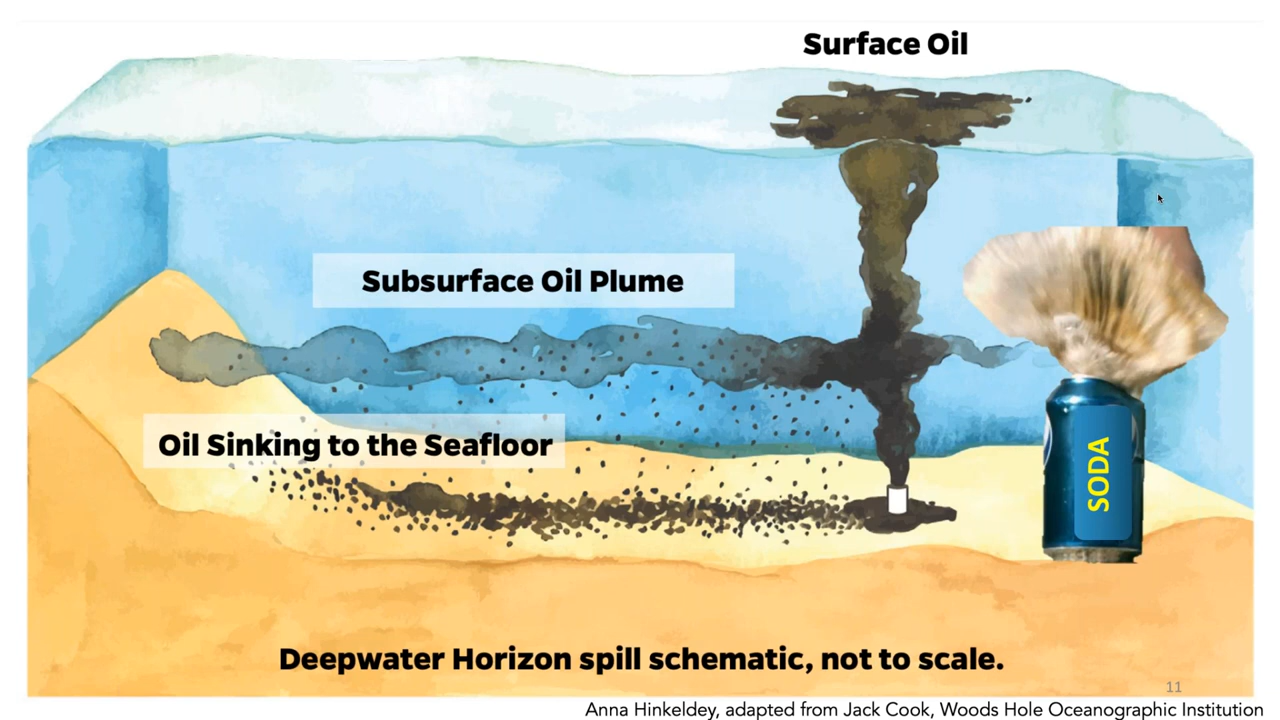 Surface Oil
Subsurface Oil Plume
Oil Sinking to the Seafloor
SODA
Deepwater Horizon spill schematic, not to scale.
11
Anna Hinkeldey, adapted from Jack Cook, Woods Hole Oceanographic Institution